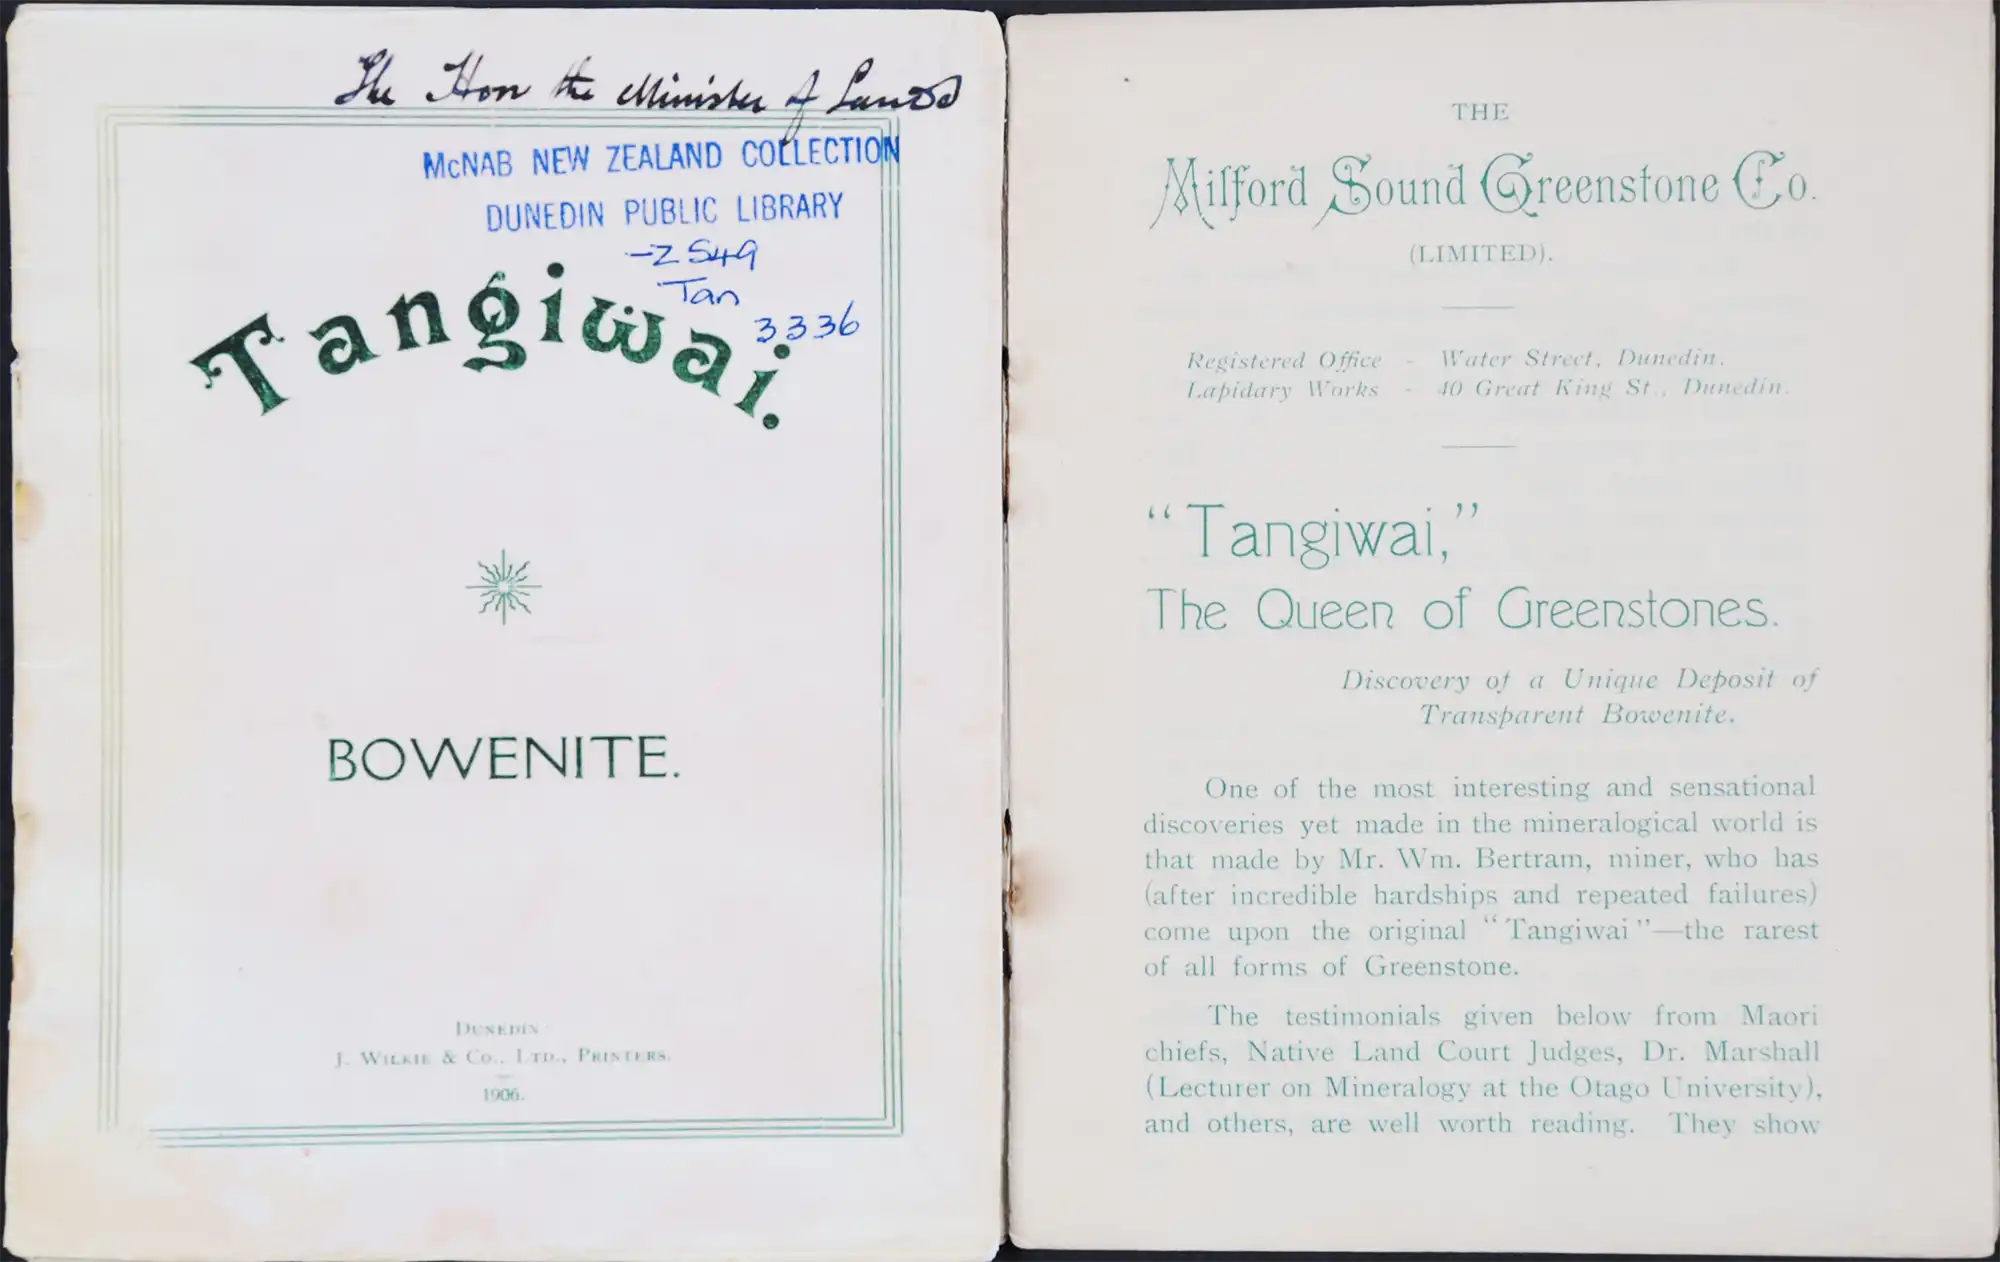 The Hon the Minister of Lands
McNAB NEW ZEALAND COLLECTION
DUNEDIN PUBLIC LIBRARY
-Z 549
Tan
3336
Tangiwai.
BOWENITE.
DUNEDIN:
J. WILKIE & CO., LTD., PRINTERS.
1906.
THE
Milford Sound Greenstone Co.
(LIMITED).
Registered Office - Water Street, Dunedin.
Lapidary Works - 40 Great King St., Dunedin.
“Tangiwai,”
The Queen of Greenstones.
Discovery of a Unique Deposit of
Transparent Bowenite.
One of the most interesting and sensational
discoveries yet made in the mineralogical world is
that made by Mr. Wm. Bertram, miner, who has
(after incredible hardships and repeated failures)
come upon the original “Tangiwai”—the rarest
of all forms of Greenstone.
The testimonials given below from Maori
chiefs, Native Land Court Judges, Dr. Marshall
(Lecturer on Mineralogy at the Otago University),
and others, are well worth reading. They show